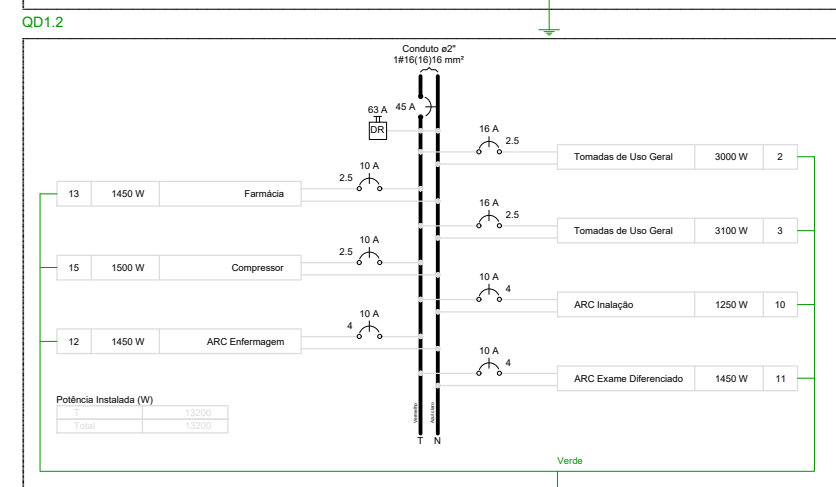 QD1.2
Conduto ø2"
1#16(16)16 mm²
63 A
45 A
DR
16 A
2.5
Tomadas de Uso Geral 3000 W 2
10 A
2.5
13 1450 W Farmácia
16 A
2.5
Tomadas de Uso Geral 3100 W 3
10 A
2.5
15 1500 W Compressor
10 A
4
ARC Inalação 1250 W 10
10 A
4
12 1450 W ARC Enfermagem
10 A
4
ARC Exame Diferenciado 1450 W 11
Potência Instalada (W)
T 13200
Total 13200
Vermelho
Azul claro
T N
Verde